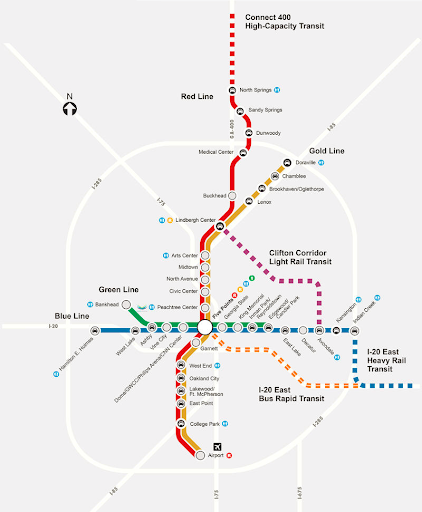 Connect 400
High-Capacity Transit
N
Red Line
North Springs
Sandy Springs
GA-400
Dunwoody
I-85
Medical Center
Gold Line
Doraville
Chamblee
Brookhaven/Oglethorpe
I-285
I-75
Buckhead
Lenox
Lindbergh Center
Arts Center
Midtown
North Avenue
Civic Center
Clifton Corridor
Light Rail Transit
Green Line
Bankhead
Peachtree Center
Five Points
Georgia State
King Memorial
Inman Park/
Reynoldstown
Edgewood/
Candler Park
Kensington
Indian Creek
Blue Line
I-20
Hamilton E. Holmes
West Lake
Ashby
Vine City
Dome/GWCC/Philips Arena/CNN Center
Garnett
East Lake
Decatur
Avondale
I-20 East
Heavy Rail
Transit
West End
Oakland City
Lakewood/
Ft. McPherson
East Point
I-20 East
Bus Rapid Transit
College Park
I-285
Airport
I-85
I-75
I-675